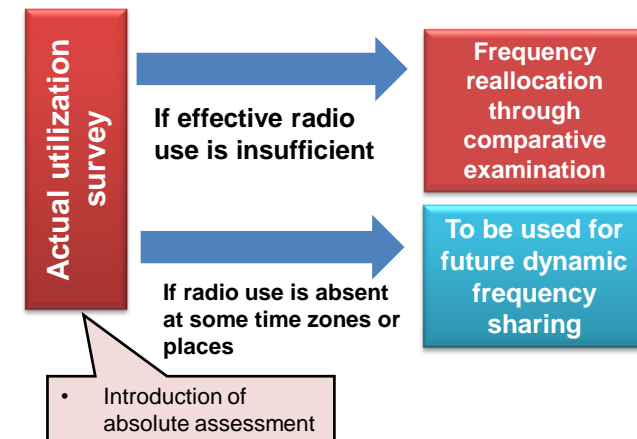 Actual utilization
survey
If effective radio
use is insufficient
Frequency
reallocation
through
comparative
examination
If radio use is absent
at some time zones or
places
To be used for
future dynamic
frequency
sharing
• Introduction of
absolute assessment